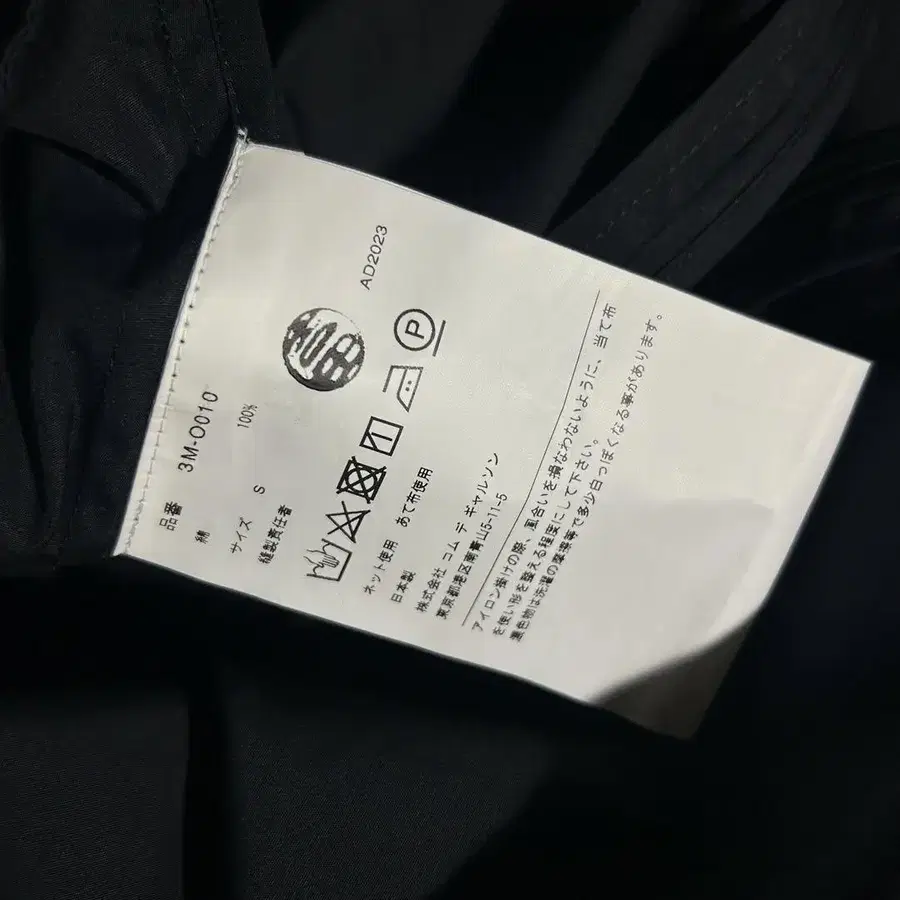 品番 3M-O010
綿 100%
サイズ S
縫製責任者
AD2023
P
ネット使用 あて布使用
日本製
株式会社 コム デ ギャルソン
東京都港区南青山5-11-5
アイロン掛けの際、風合いを損なわないように、当て布
を使い形を整える程度にして下さい。
濃色物は洗濯の摩擦等で多少白っぽくなる事があります。